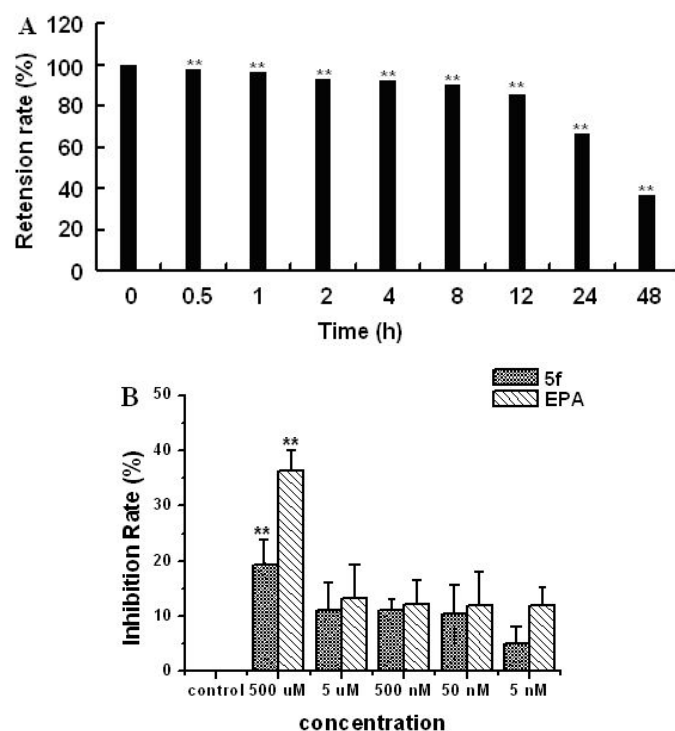 A
Retension rate (%)
120
100
80
60
40
20
0
** ** ** ** ** ** ** **
0 0.5 1 2 4 8 12 24 48
Time (h)
B
5f
EPA
Inhibition Rate (%)
50
40
30
20
10
0
** **
control 500 uM 5 uM 500 nM 50 nM 5 nM
concentration